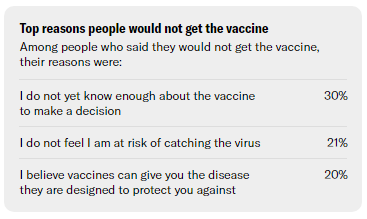 Top reasons people would not get the vaccine
Among people who said they would not get the vaccine,
their reasons were:
I do not yet know enough about the vaccine 30%
to make a decision
I do not feel I am at risk of catching the virus 21%
I believe vaccines can give you the disease 20%
they are designed to protect you against